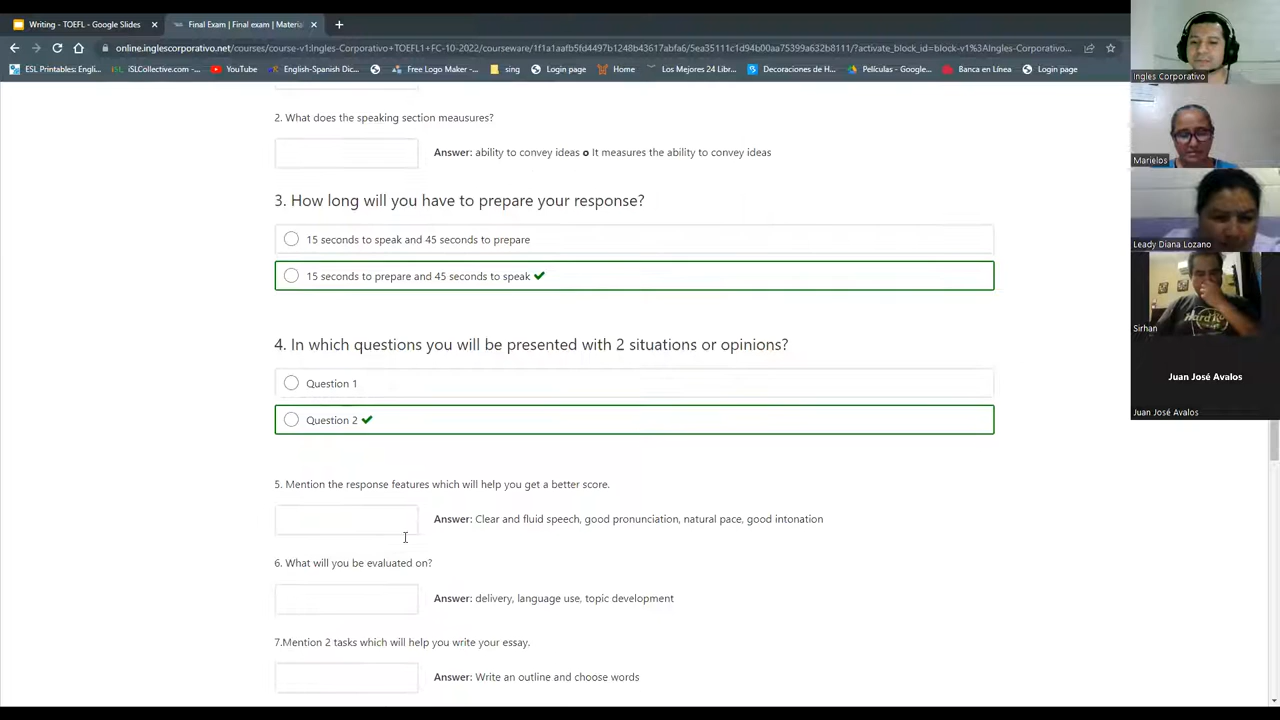 Writing - TOEFL - Google Slides
Final Exam | Final exam | Materia
online.inglescorporativo.net/courses/course-v1:Ingles-Corporativo+TOEFL1+FC-10-2022/courseware/1f1a1aafb5fd4497b1248b43617abfa6/5ea35111c1d94b00aa75399a632b8111/?activate_block_id=block-v1%3AIngles-Corporativo...
ESL Printables: Engli...
iSLCollective.com -...
YouTube
English-Spanish Dic...
Free Logo Maker -...
sing
Login page
Home
Los Mejores 24 Libr...
Decoraciones de H...
Películas - Google...
Banca en Línea
Login page
Ingles Corporativo
Marielos
Leady Diana Lozano
Sirhan
Juan José Avalos
Juan José Avalos
2. What does the speaking section meausures?
Answer: ability to convey ideas o It measures the ability to convey ideas
3. How long will you have to prepare your response?
15 seconds to speak and 45 seconds to prepare
15 seconds to prepare and 45 seconds to speak
4. In which questions you will be presented with 2 situations or opinions?
Question 1
Question 2
5. Mention the response features which will help you get a better score.
Answer: Clear and fluid speech, good pronunciation, natural pace, good intonation
6. What will you be evaluated on?
Answer: delivery, language use, topic development
7.Mention 2 tasks which will help you write your essay.
Answer: Write an outline and choose words